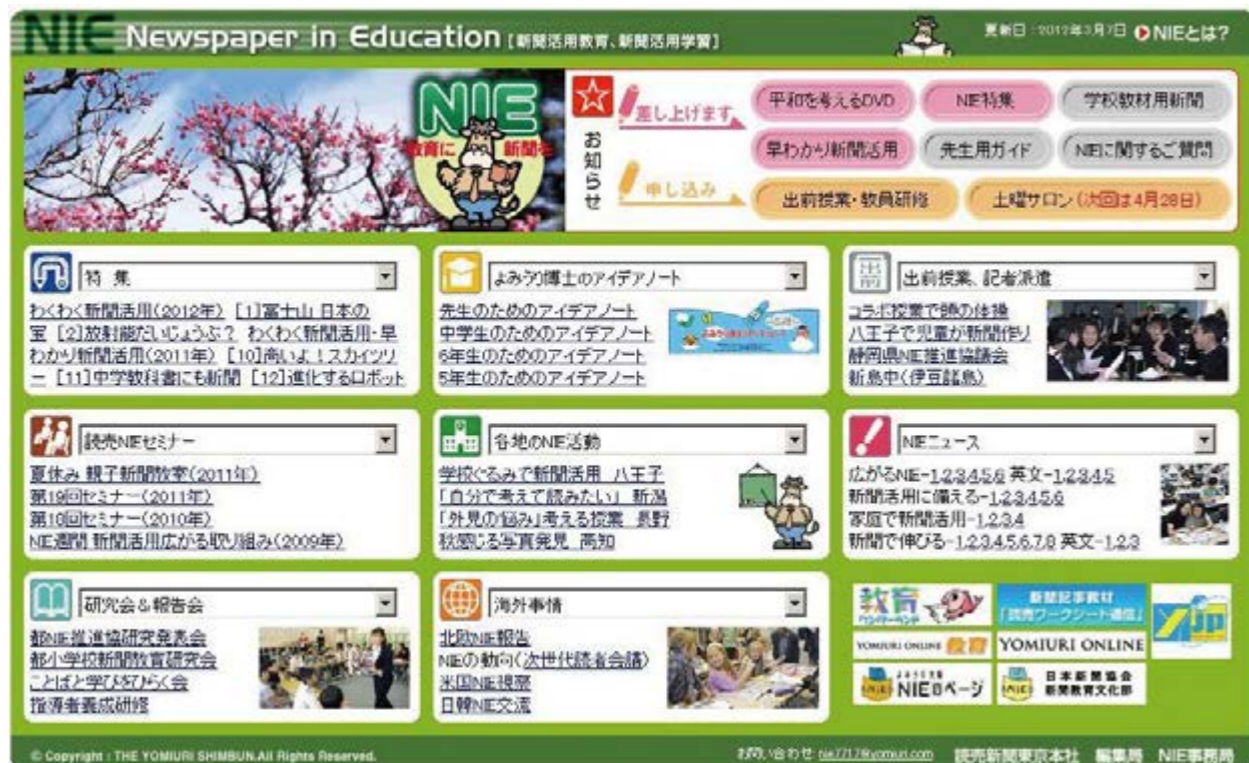 NIE Newspaper in Education [新聞活用教育、新聞活用学習]
更新日:2012年3月7日 NIEとは?
NIE
教育に 新聞を
お知らせ
差し上げます
平和を考えるDVD
NIE特集
学校教材用新聞
早わかり新聞活用
先生用ガイド
NIEに関するご質問
申し込み
出前授業・教員研修
土曜サロン(次回は4月28日)
特 集
わくわく新聞活用(2012年) [1]富士山 日本の
宝 [2]放射能だいじょうぶ? わくわく新聞活用・早
わかり新聞活用(2011年) [10]商いよ!スカイツリ
ー [11]中学教科書にも新聞 [12]進化するロボット
よみうり博士のアイデアノート
先生のためのアイデアノート
中学生のためのアイデアノート
6年生のためのアイデアノート
5年生のためのアイデアノート
出前授業、記者派遣
コラボ授業で頭の体操
八王子で児童が新聞作り
静岡県NIE推進協議会
新島中(伊豆諸島)
読売NIEセミナー
夏休み 親子新聞教室(2011年)
第19回セミナー(2011年)
第18回セミナー(2010年)
NIE週間 新聞活用広がる取り組み(2009年)
各地のNIE活動
学校ぐるみで新聞活用 八王子
「自分で考えて読みたい」 新潟
「外見の悩み」考える授業 長野
秋感じる写真発見 高知
NIEニュース
広がるNIE-1,2,3,4,5,6 英文-1,2,3,4,5
新聞活用に備える-1,2,3,4,5,6
家庭で新聞活用-1,2,3,4
新聞で伸びる-1,2,3,4,5,6,7,8 英文-1,2,3
研究会&報告会
都NIE推進協研究発表会
都小学校新聞教育研究会
ことばと学びをひらく会
指導者養成研修
海外事情
北欧NIE報告
NIEの動向(次世代読者会議)
米国NIE視察
日韓NIE交流
教育
新聞記事教材
「読売ワークシート通信」
yjp
YOMIURI ONLINE 教育
YOMIURI ONLINE
NIEのページ
日本新聞協会
新聞教育文化部
© Copyright : THE YOMIURI SHIMBUN.All Rights Reserved.
お問い合わせ nie7717@yomiuri.com 読売新聞東京本社 編集局 NIE事務局